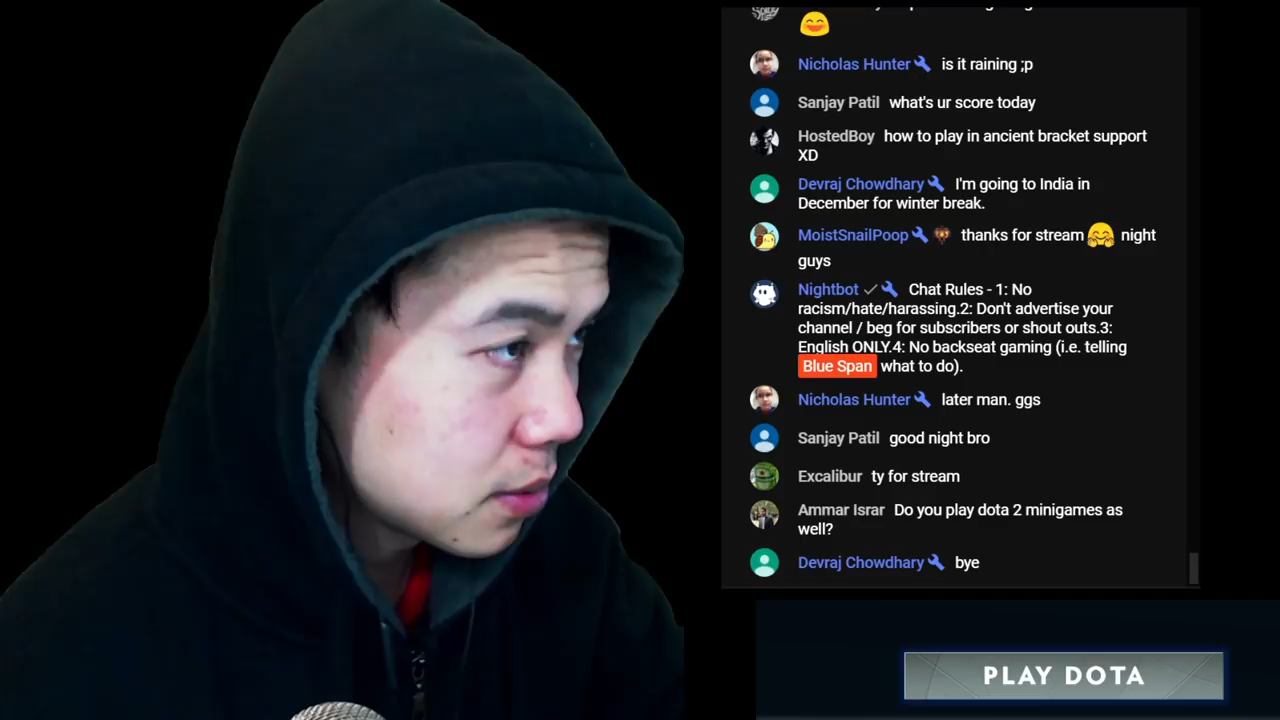 Nicholas Hunter is it raining ;p
Sanjay Patil what's ur score today
HostedBoy how to play in ancient bracket support
XD
Devraj Chowdhary I'm going to India in
December for winter break.
MoistSnailPoop thanks for stream night
guys
Nightbot Chat Rules - 1: No
racism/hate/harassing.2: Don't advertise your
channel / beg for subscribers or shout outs.3:
English ONLY.4: No backseat gaming (i.e. telling
Blue Span what to do).
Nicholas Hunter later man. ggs
Sanjay Patil good night bro
Excalibur ty for stream
Ammar Israr Do you play dota 2 minigames as
well?
Devraj Chowdhary bye
PLAY DOTA